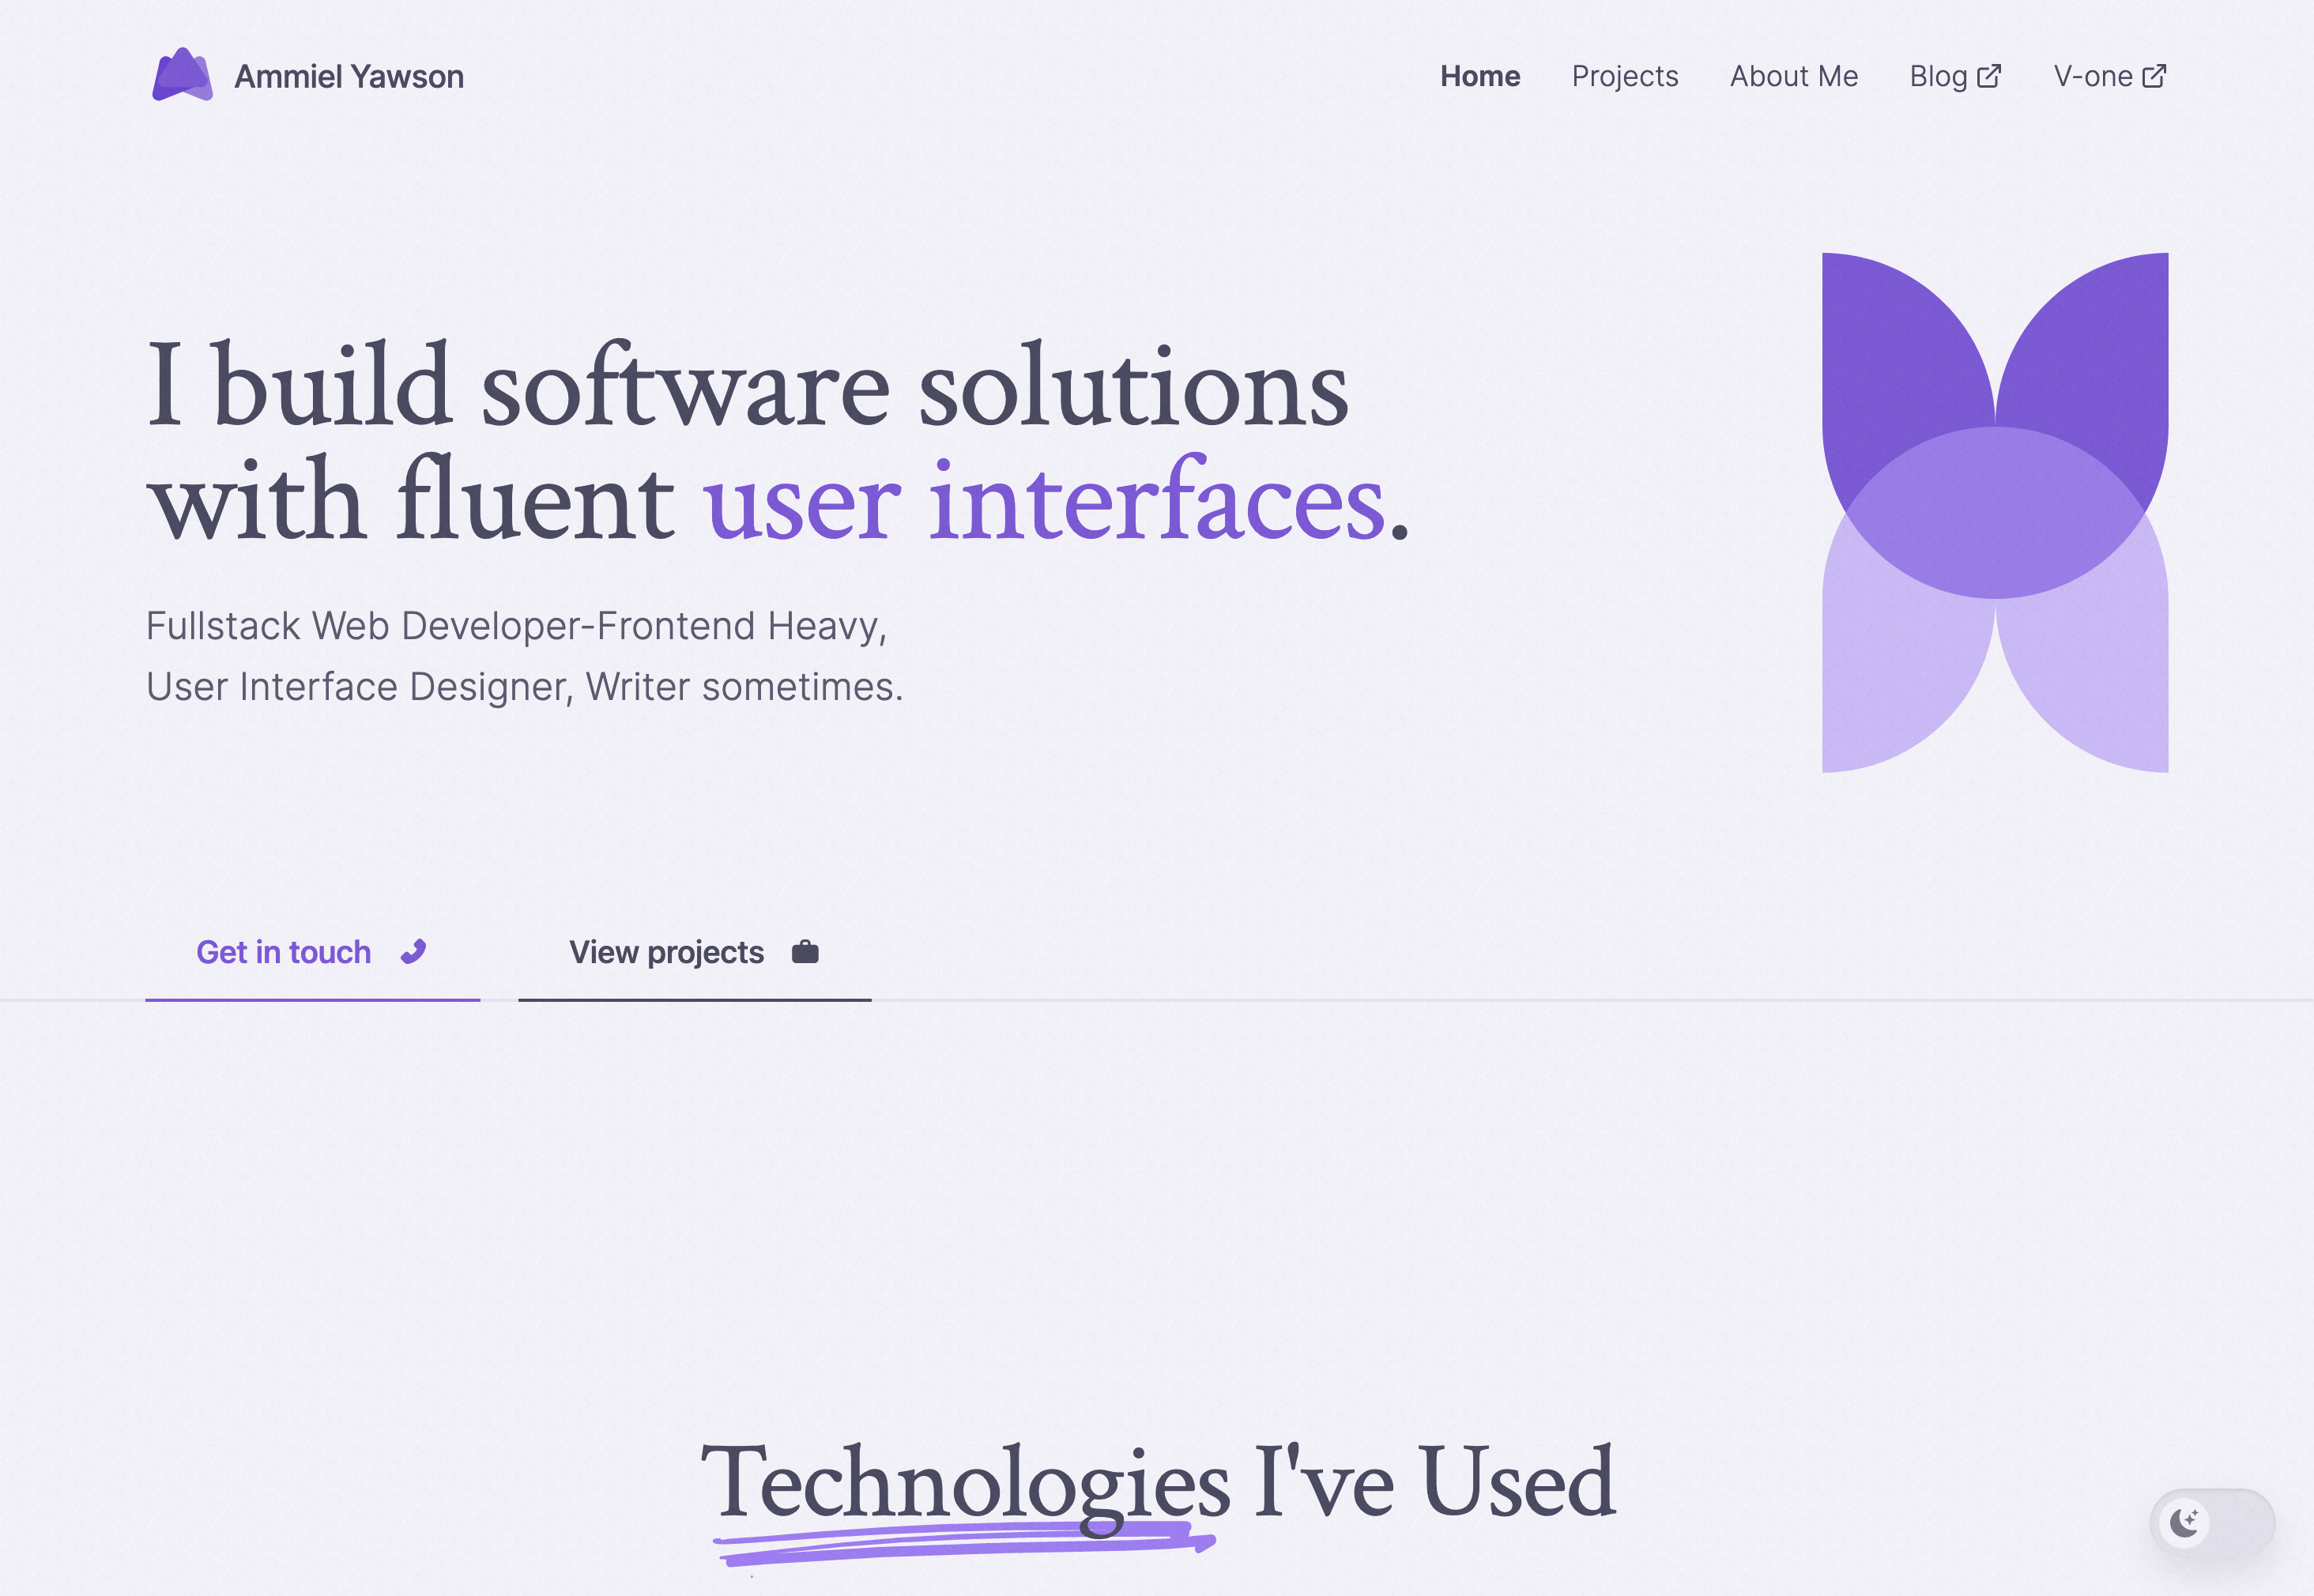 Ammiel Yawson
Home Projects About Me Blog V-one
I build software solutions
with fluent user interfaces.
Fullstack Web Developer-Frontend Heavy,
User Interface Designer, Writer sometimes.
Get in touch View projects
Technologies I've Used